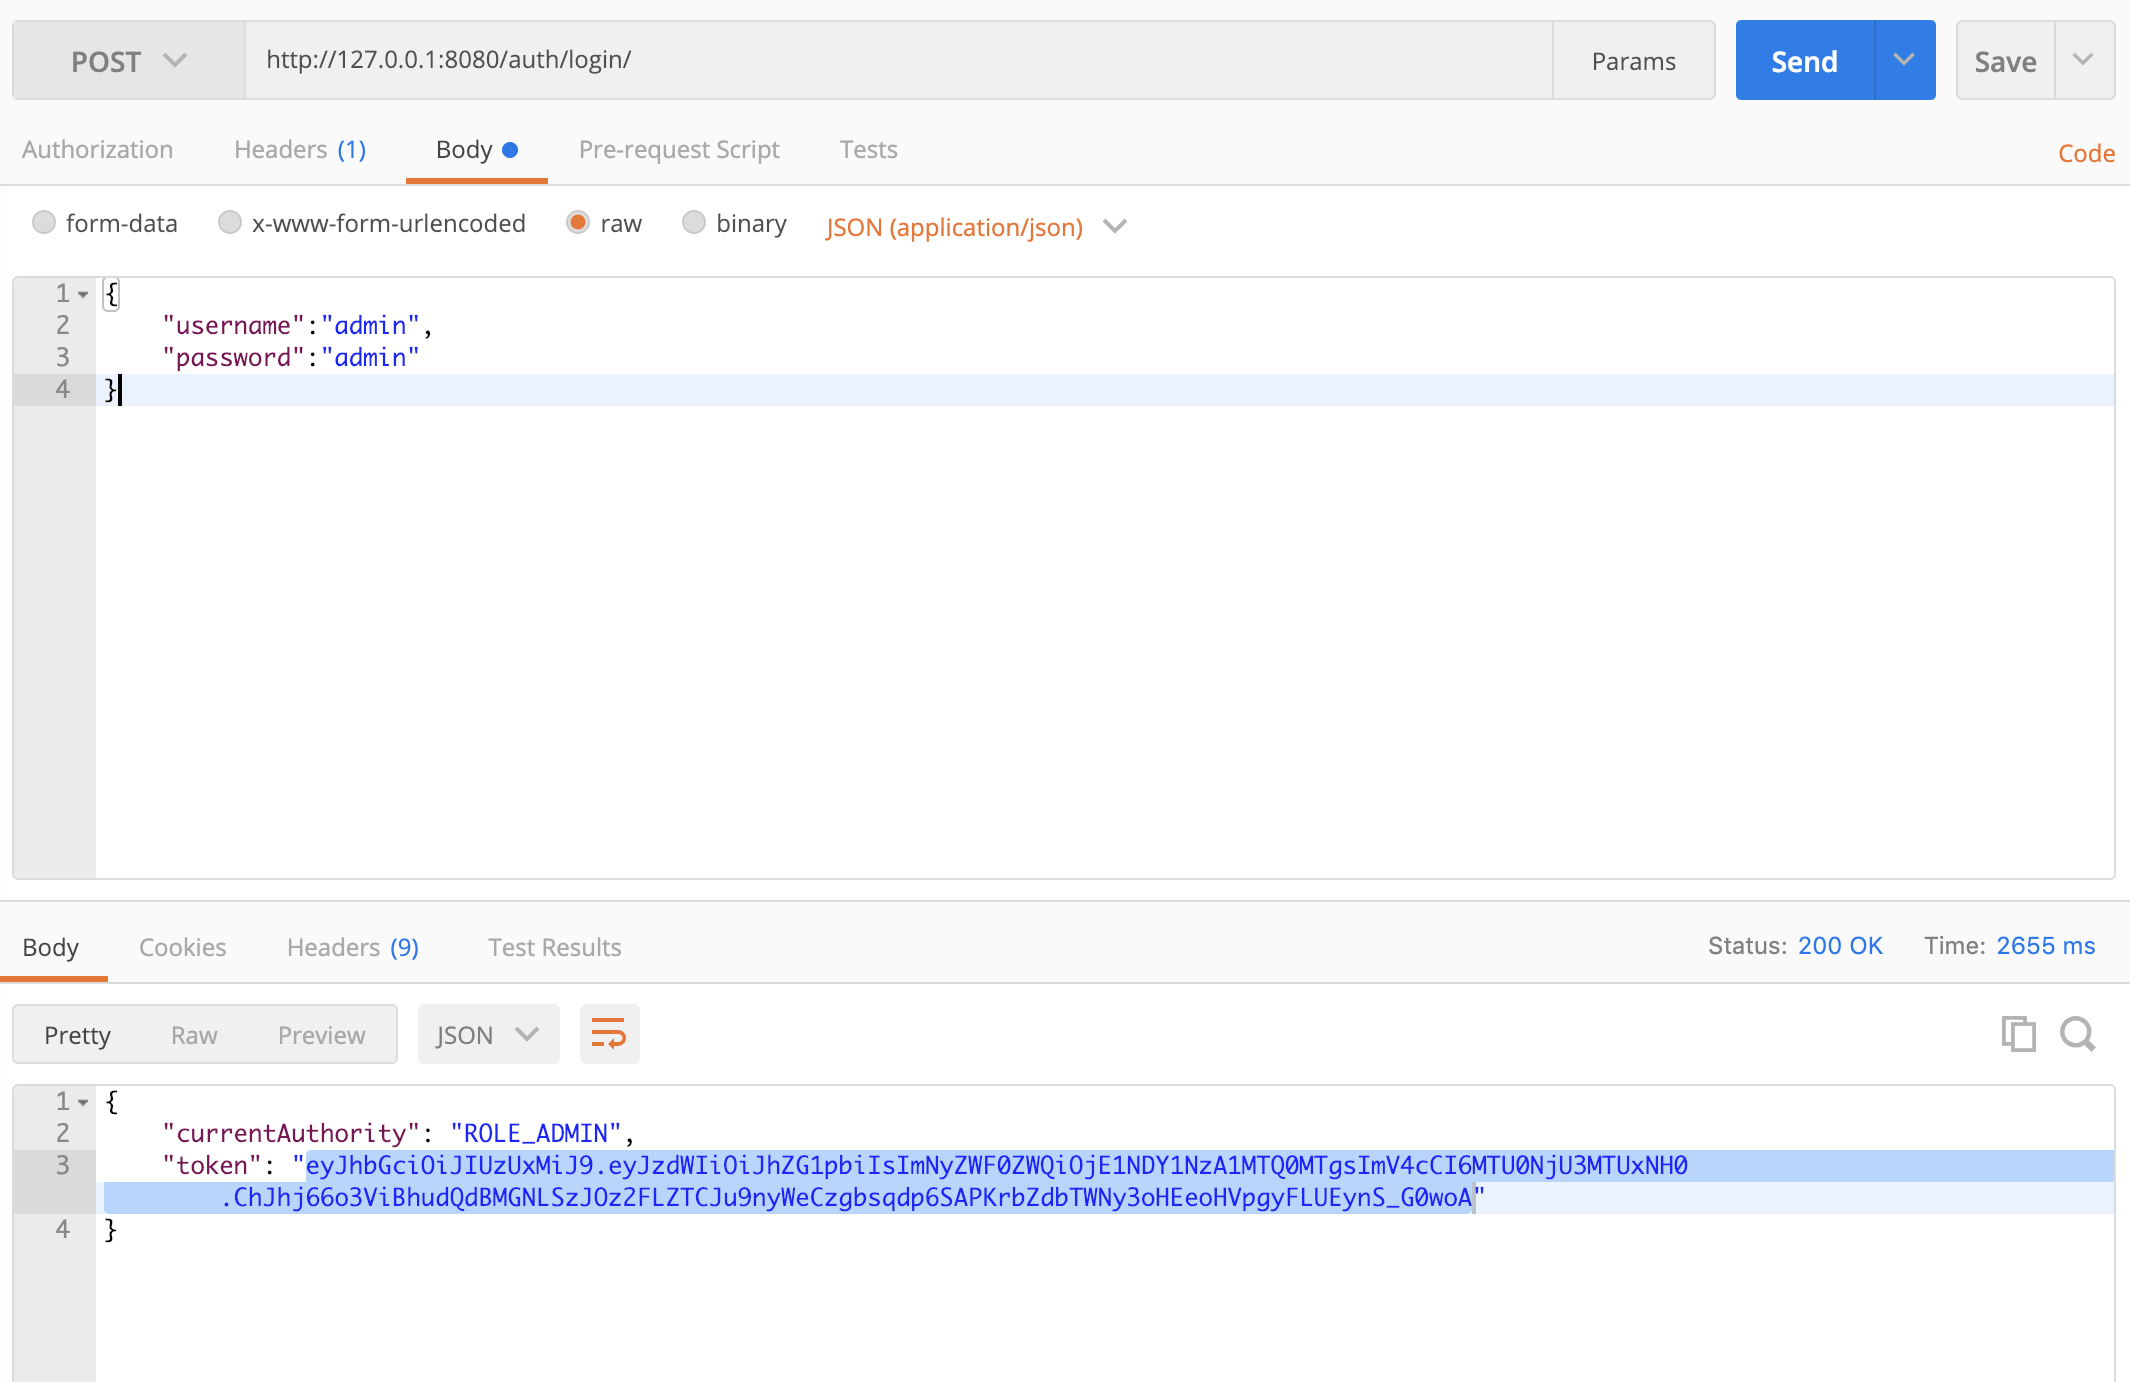 POST http://127.0.0.1:8080/auth/login/ Params Send Save
Authorization Headers (1) Body Pre-request Script Tests Code
form-data x-www-form-urlencoded raw binary JSON (application/json)
1 {
2 "username":"admin",
3 "password":"admin"
4 }
Body Cookies Headers (9) Test Results Status: 200 OK Time: 2655 ms
Pretty Raw Preview JSON
1 {
2 "currentAuthority": "ROLE_ADMIN",
3 "token": "eyJhbGciOiJIUzUxMiJ9.eyJzdWIiOiJhZG1pbiIsImNyZWF0ZWQiOjE1NDY1NzA1MTQ0MTgsImV4cCI6MTU0NjU3MTUxNH0
.ChJhj66o3ViBhudQdBMGNLSzJOz2FLZTCJu9nyWeCzgbsqdp6SAPKrbZdbTWNy3oHEeoHVpgyFLUEynS_G0woA"
4 }